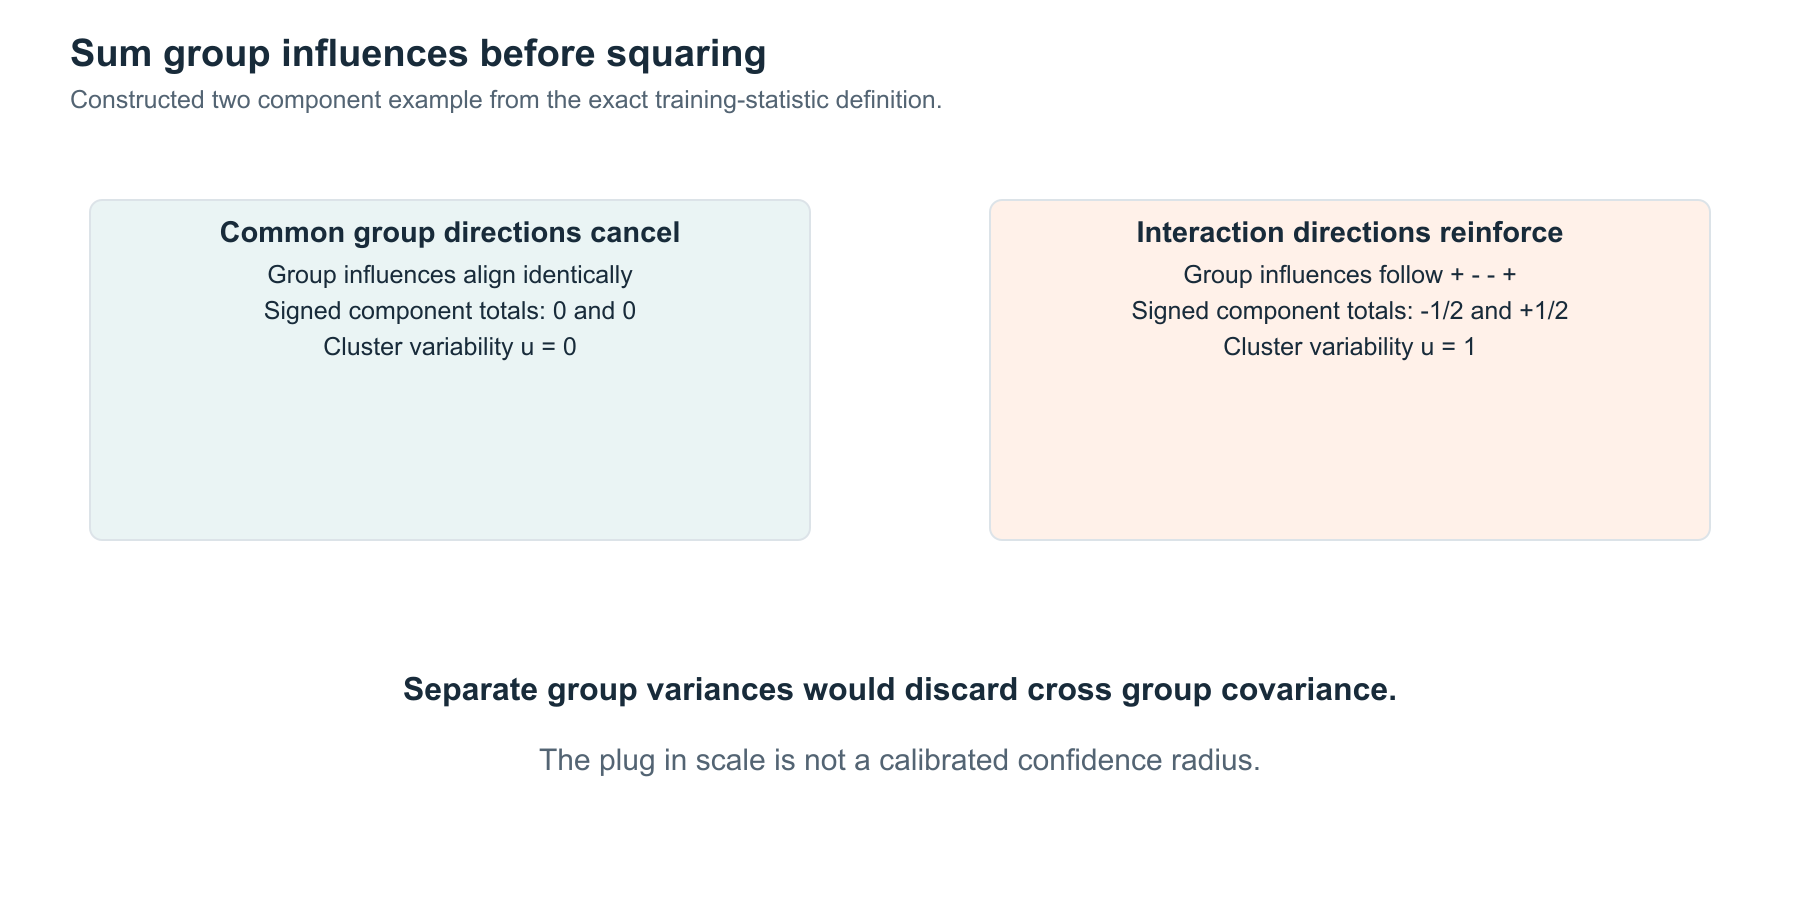 Sum group influences before squaring
Constructed two component example from the exact training-statistic definition.
Common group directions cancel
Group influences align identically
Signed component totals: 0 and 0
Cluster variability u = 0
Interaction directions reinforce
Group influences follow + - - +
Signed component totals: -1/2 and +1/2
Cluster variability u = 1
Separate group variances would discard cross group covariance.
The plug in scale is not a calibrated confidence radius.